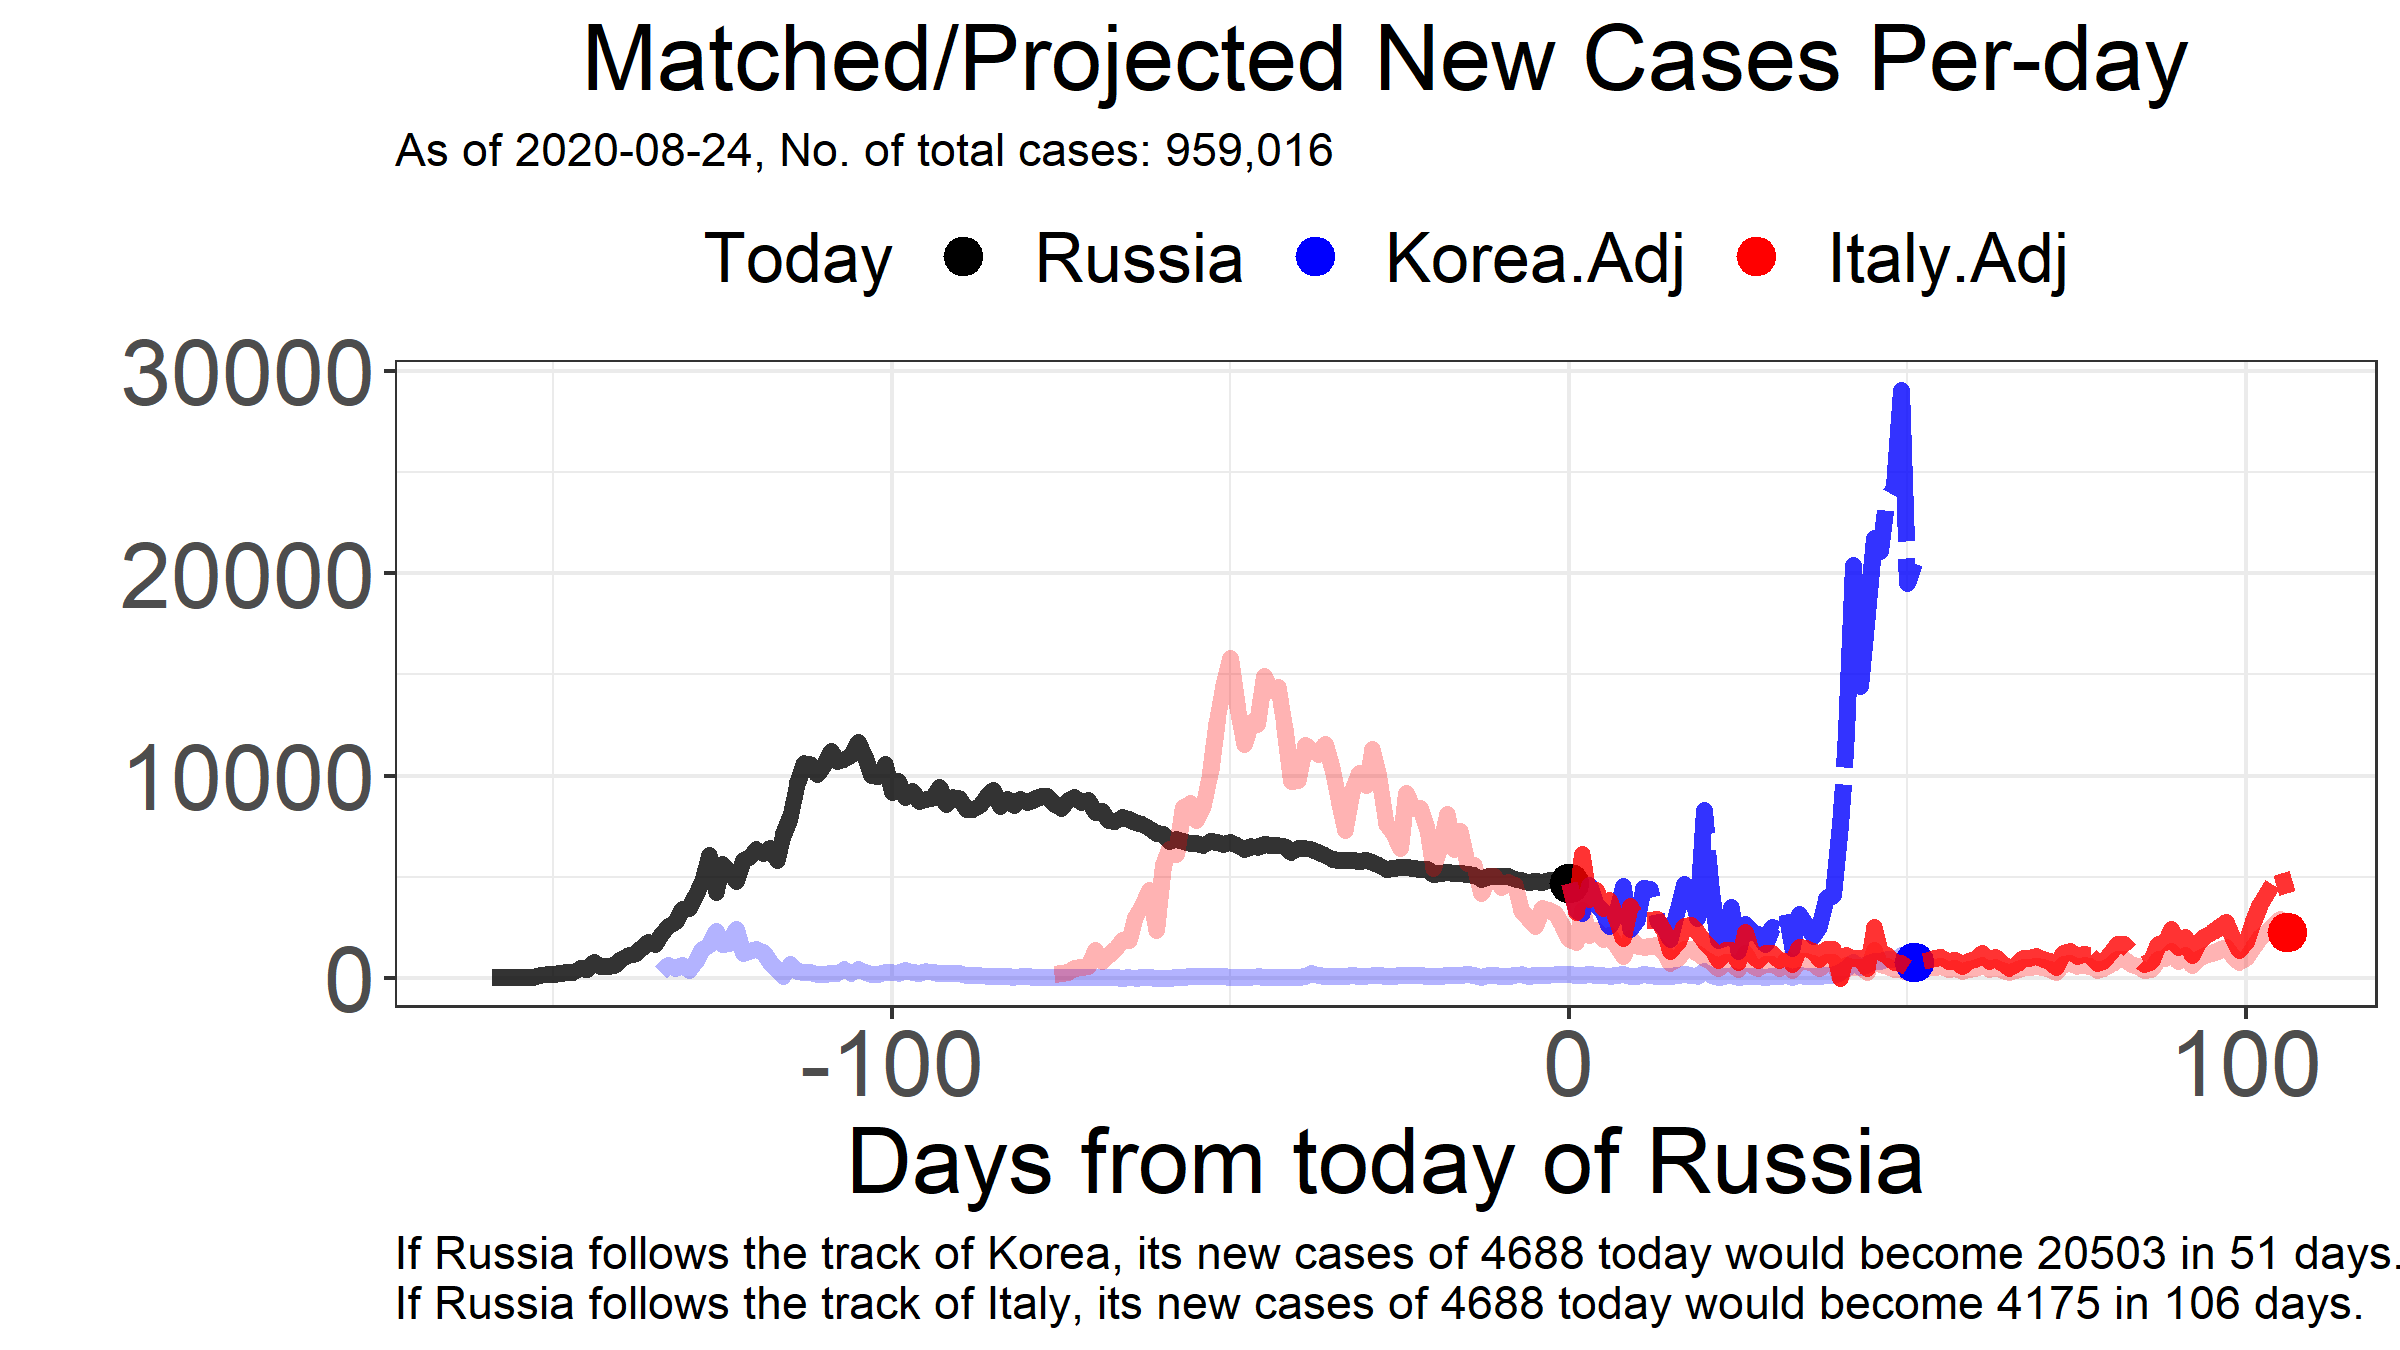 Matched/Projected New Cases Per-day
As of 2020-08-24, No. of total cases: 959,016
Today Russia Korea.Adj Italy.Adj
30000
20000
10000
0
-100 0 100
Days from today of Russia
If Russia follows the track of Korea, its new cases of 4688 today would become 20503 in 51 days.
If Russia follows the track of Italy, its new cases of 4688 today would become 4175 in 106 days.